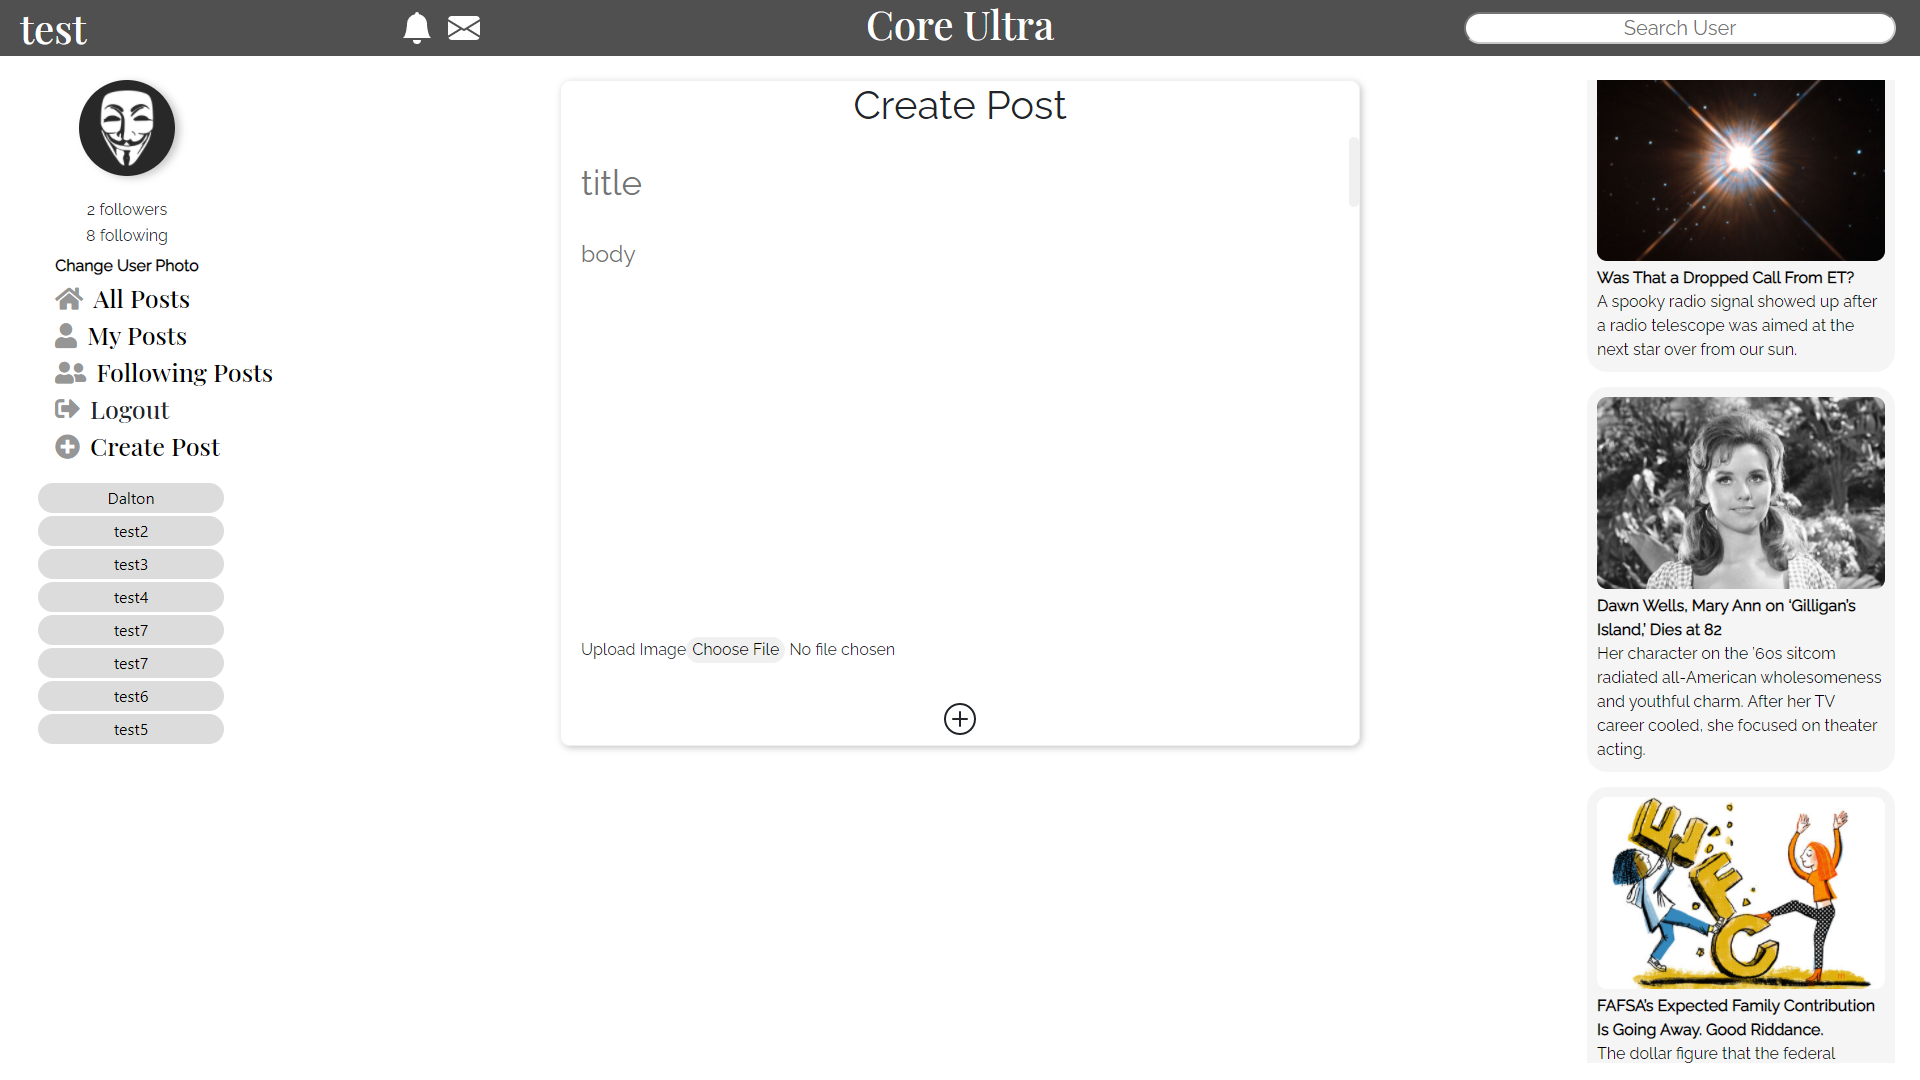 test
Core Ultra
Search User
2 followers
8 following
Change User Photo
All Posts
My Posts
Following Posts
Logout
Create Post
Dalton
test2
test3
test4
test7
test7
test6
test5
Create Post
title
body
Upload Image Choose File No file chosen
Was That a Dropped Call From ET?
A spooky radio signal showed up after
a radio telescope was aimed at the
next star over from our sun.
Dawn Wells, Mary Ann on ‘Gilligan’s
Island,’ Dies at 82
Her character on the ’60s sitcom
radiated all-American wholesomeness
and youthful charm. After her TV
career cooled, she focused on theater
acting.
EFC
FAFSA’s Expected Family Contribution
Is Going Away. Good Riddance.
The dollar figure that the federal